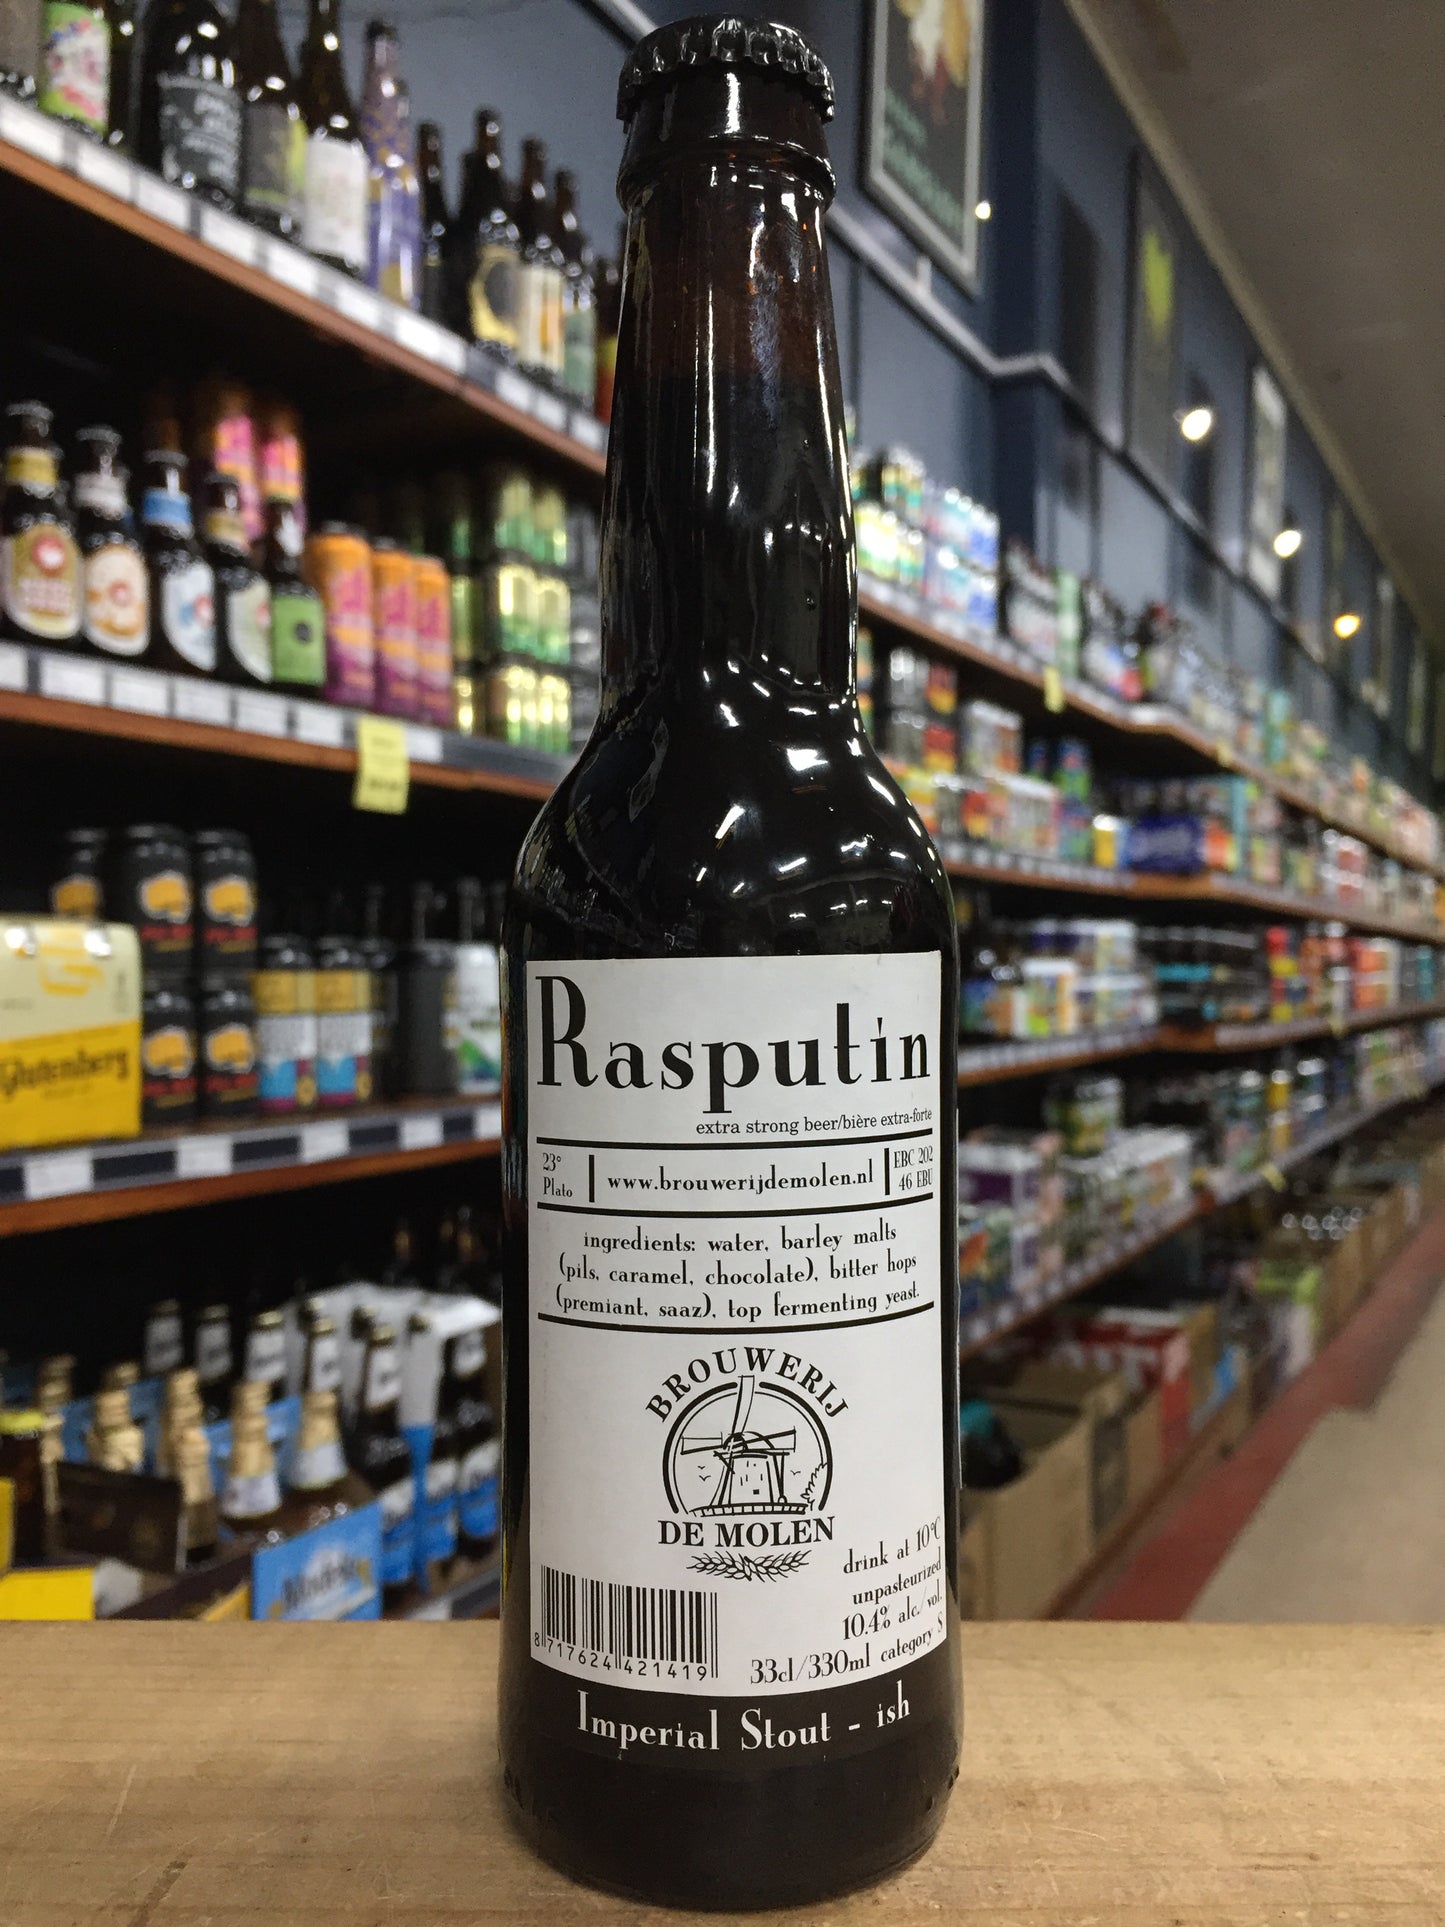 Rasputin
extra strong beer/bière extra-forte
23°
Plato
www.brouwerijdemolen.nl
EBC 202
46 EBU
ingredients: water, barley malts
(pils, caramel, chocolate), bitter hops
(premiant, saaz), top fermenting yeast.
BROUWERIJ
DE MOLEN
drink at 10°C
unpasteurized
10.4% alc./vol.
33cl/330ml category S
8 717624 421419
Imperial Stout - ish
Glutenberg